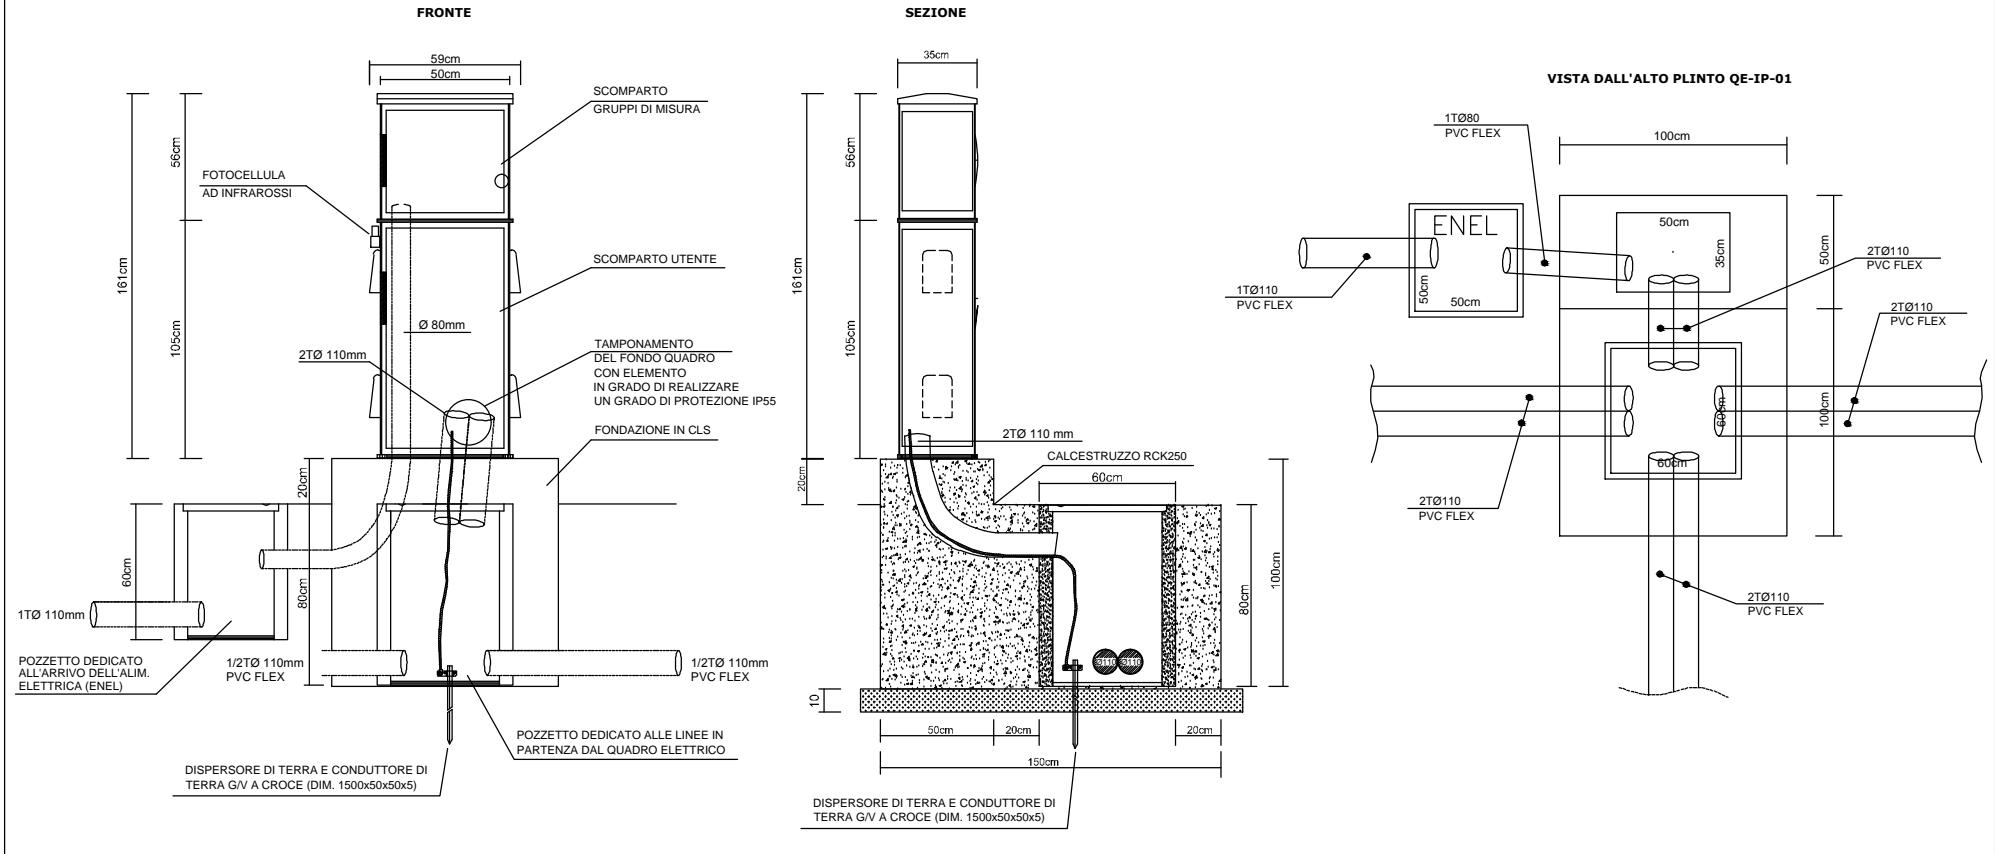 FRONTE
59cm
50cm
161cm
56cm
105cm
SCOMPARTO
GRUPPI DI MISURA
FOTOCELLULA
AD INFRAROSSI
SCOMPARTO UTENTE
Ø 80mm
2TØ 110mm
TAMPONAMENTO
DEL FONDO QUADRO
CON ELEMENTO
IN GRADO DI REALIZZARE
UN GRADO DI PROTEZIONE IP55
FONDAZIONE IN CLS
20cm
60cm
80cm
1TØ 110mm
POZZETTO DEDICATO
ALL'ARRIVO DELL'ALIM.
ELETTRICA (ENEL)
1/2TØ 110mm
PVC FLEX
1/2TØ 110mm
PVC FLEX
POZZETTO DEDICATO ALLE LINEE IN
PARTENZA DAL QUADRO ELETTRICO
DISPERSORE DI TERRA E CONDUTTORE DI
TERRA G/V A CROCE (DIM. 1500x50x50x5)
SEZIONE
35cm
161cm
56cm
105cm
2TØ 110 mm
CALCESTRUZZO RCK250
20cm
60cm
80cm
100cm
Ø110
Ø110
10
50cm
20cm
20cm
150cm
DISPERSORE DI TERRA E CONDUTTORE DI
TERRA G/V A CROCE (DIM. 1500x50x50x5)
VISTA DALL'ALTO PLINTO QE-IP-01
1TØ80
PVC FLEX
100cm
ENEL
50cm
50cm
1TØ110
PVC FLEX
50cm
35cm
50cm
2TØ110
PVC FLEX
2TØ110
PVC FLEX
60cm
60cm
100cm
2TØ110
PVC FLEX
2TØ110
PVC FLEX